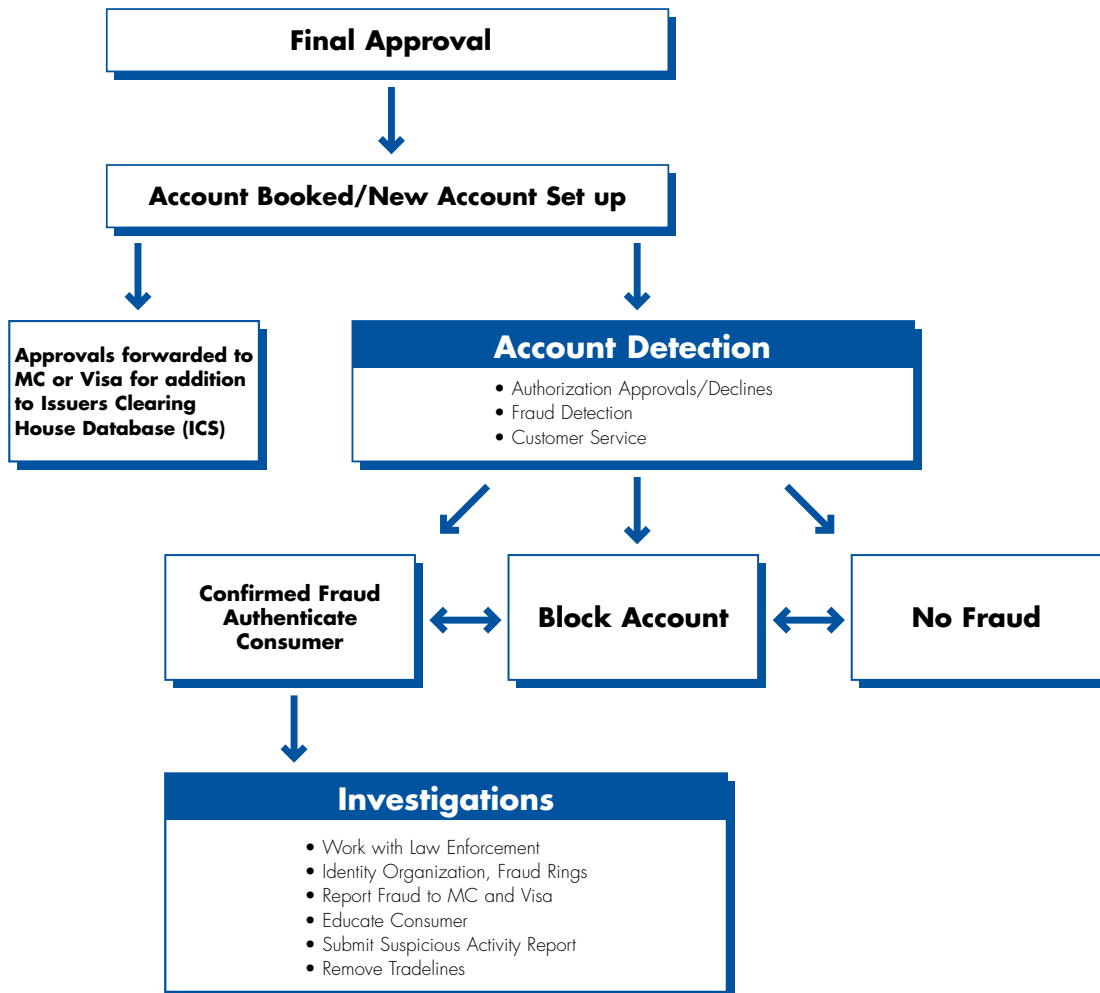 Final Approval
Account Booked/New Account Set up
Approvals forwarded to
MC or Visa for addition
to Issuers Clearing
House Database (ICS)
Account Detection
• Authorization Approvals/Declines
• Fraud Detection
• Customer Service
Confirmed Fraud
Authenticate
Consumer
Block Account
No Fraud
Investigations
• Work with Law Enforcement
• Identity Organization, Fraud Rings
• Report Fraud to MC and Visa
• Educate Consumer
• Submit Suspicious Activity Report
• Remove Tradelines